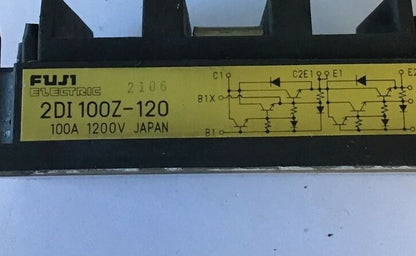 FUJI
ELECTRIC
2106
2DI 100Z-120
100A 1200V JAPAN
C1
C2E1
E1
E2
B1X
B1